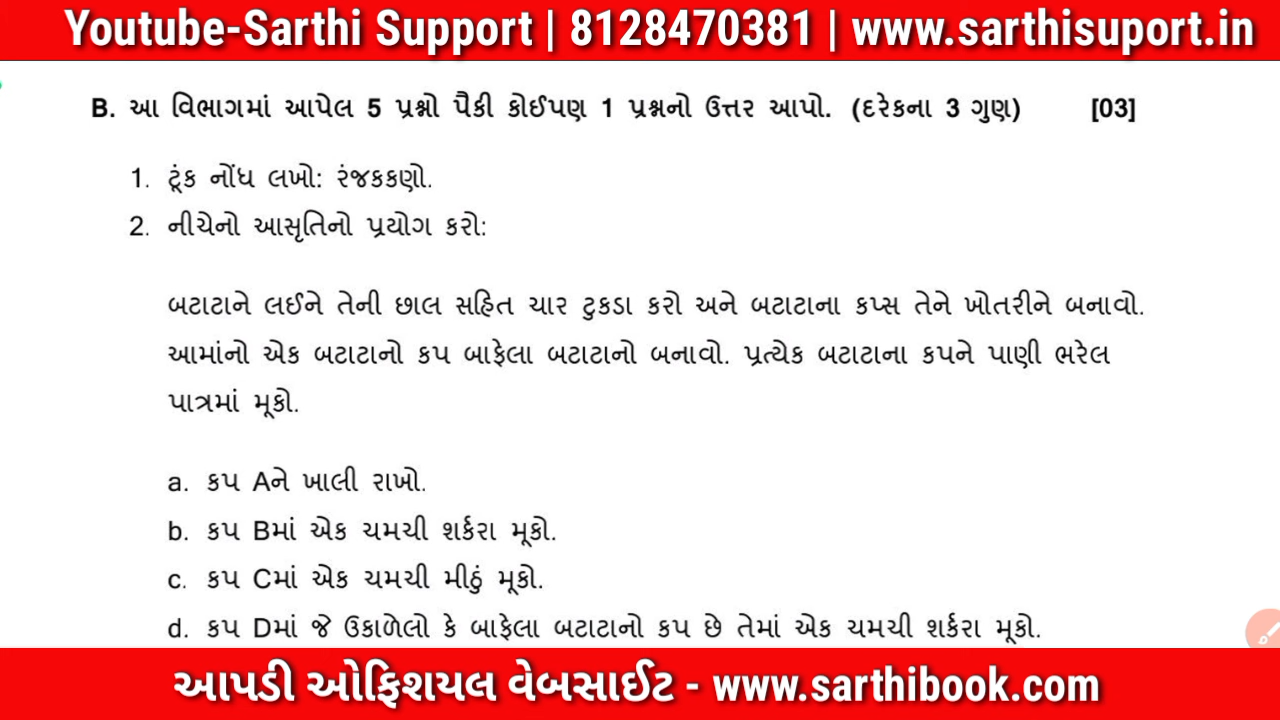 Youtube-Sarthi Support | 8128470381 | www.sarthisuport.in
B. આ વિભાગમાં આપેલ 5 પ્રશ્નો પૈકી કોઈપણ 1 પ્રશ્નનો ઉત્તર આપો. (દરેકના 3 ગુણ) [03]
1. ટૂંક નોંધ લખો: રંજકકણો.
2. નીચેનો આસૃતિનો પ્રયોગ કરો:
બટાટાને લઈને તેની છાલ સહિત ચાર ટુકડા કરો અને બટાટાના કપ્સ તેને ખોતરીને બનાવો.
આમાંનો એક બટાટાનો કપ બાફેલા બટાટાનો બનાવો. પ્રત્યેક બટાટાના કપને પાણી ભરેલ
પાત્રમાં મૂકો.
a. કપ Aને ખાલી રાખો.
b. કપ Bમાં એક ચમચી શર્કરા મૂકો.
c. કપ Cમાં એક ચમચી મીઠું મૂકો.
d. કપ Dમાં જે ઉકાળેલો કે બાફેલા બટાટાનો કપ છે તેમાં એક ચમચી શર્કરા મૂકો.
આપડી ઓફિશયલ વેબસાઈટ - www.sarthibook.com